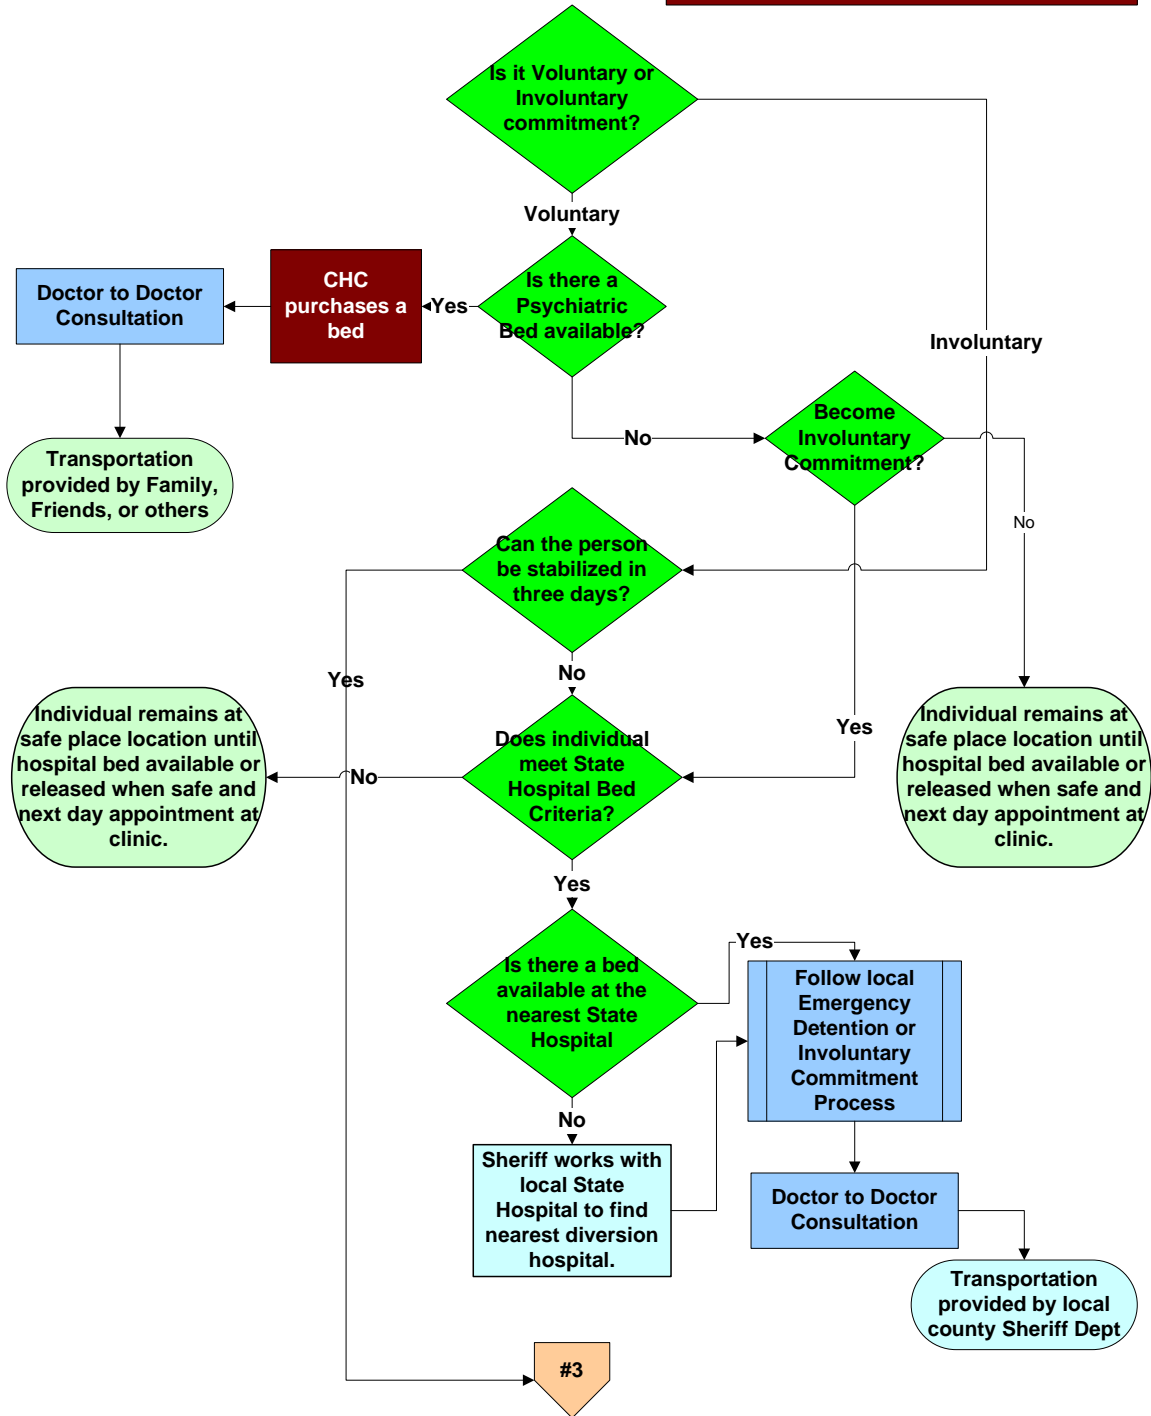 Is it Voluntary or
Involuntary
commitment?
Voluntary
Is there a
Psychiatric
Bed available?
Yes
CHC
purchases a
bed
Doctor to Doctor
Consultation
Transportation
provided by Family,
Friends, or others
Involuntary
No
Become
Involuntary
Commitment?
No
Can the person
be stabilized in
three days?
Yes
No
Yes
Does individual
meet State
Hospital Bed
Criteria?
No
Individual remains at
safe place location until
hospital bed available or
released when safe and
next day appointment at
clinic.
Individual remains at
safe place location until
hospital bed available or
released when safe and
next day appointment at
clinic.
Yes
Is there a bed
available at the
nearest State
Hospital
Yes
Follow local
Emergency
Detention or
Involuntary
Commitment
Process
No
Sheriff works with
local State
Hospital to find
nearest diversion
hospital.
Doctor to Doctor
Consultation
Transportation
provided by local
county Sheriff Dept
#3